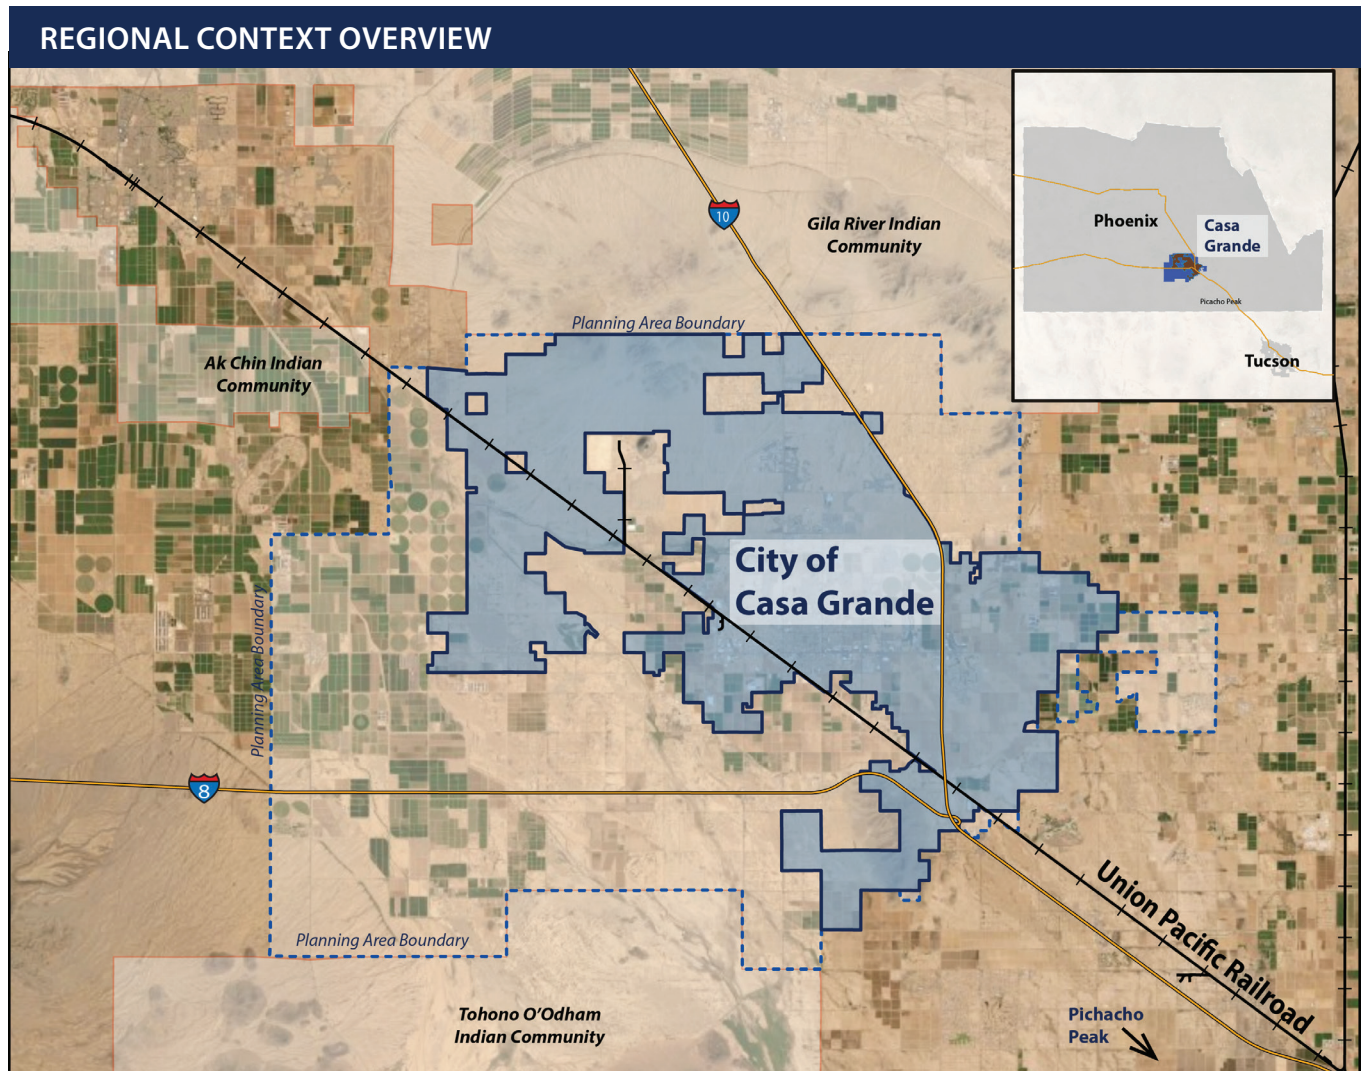 REGIONAL CONTEXT OVERVIEW
10
Gila River Indian
Community
Phoenix
Casa
Grande
Picacho Peak
Tucson
Planning Area Boundary
Ak Chin Indian
Community
City of
Casa Grande
Planning Area Boundary
8
Union Pacific Railroad
Planning Area Boundary
Tohono O’Odham
Indian Community
Pichacho
Peak